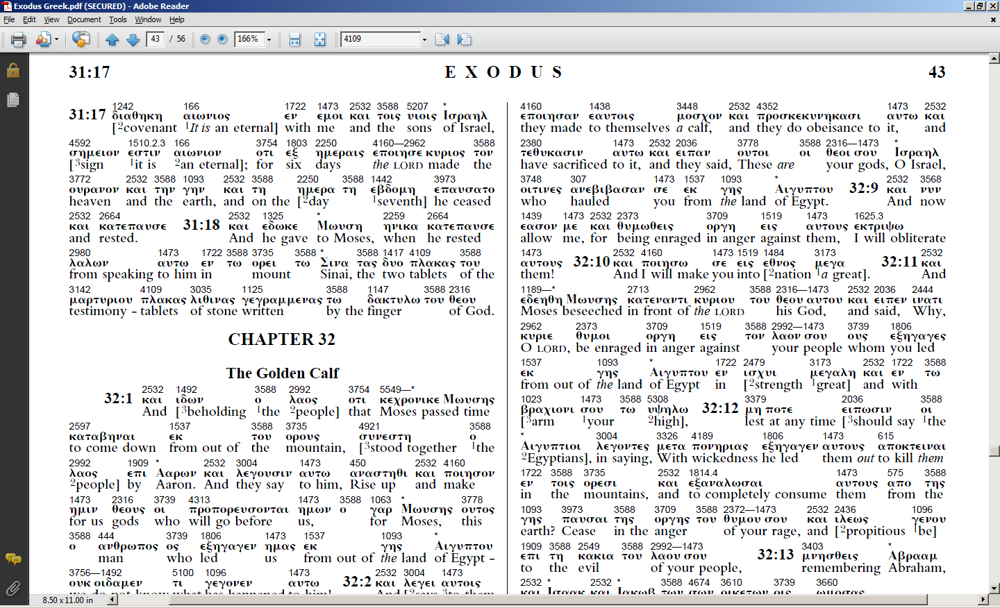 Exodus Greek.pdf (SECURED) - Adobe Reader
File Edit View Document Tools Window Help
43 / 56 166% 4109
31:17 EXODUS 43
1242 166 1722 1473 2532 3588 5207 *
31:17 διαθηκη αιωνιος εν εμοι και τοις υιοις Ισραηλ
[2covenant 1It is an eternal] with me and the sons of Israel,
4592 1510.2.3 166 3754 1803 2250 4160—2962 3588
σημειον εστιν αιωνιον οτι εξ ημεραις εποιησε κυριος τον
[3sign 1it is 2an eternal]; for six days the LORD made the
3772 2532 3588 1093 2532 3588 2250 3588 1442 3973
ουρανον και την γην και τη ημερα τη εβδομη επαυσατο
heaven and the earth, and on the [2day 1seventh] he ceased
2532 2664 2532 1325 * 2259 2664
και κατεπαυσε 31:18 και εδωκε Μωυση ηνικα κατεπαυσε
and rested. And he gave to Moses, when he rested
2980 1473 1722 3588 3735 3588 * 3588 1417 4109 3588
λαλων αυτω εν τω ορει τω Σινα τας δυο πλακας του
from speaking to him in mount Sinai, the two tablets of the
3142 4109 3035 1125 3588 1147 3588 2316
μαρτυριου πλακας λιθινας γεγραμμενας τω δακτυλω του θεου
testimony - tablets of stone written by the finger of God.
CHAPTER 32
The Golden Calf
2532 1492 3588 2992 3754 5549—*
32:1 και ιδων ο λαος οτι κεχρονικε Μωυσης
And [3beholding 1the 2people] that Moses passed time
2597 1537 3588 3735 4921 3588
καταβηναι εκ του ορους συνεστη ο
to come down from out of the mountain, [3stood together 1the
2992 1909 * 2532 3004 1473 450 2532 4160
λαος επι Ααρων και λεγουσιν αυτω αναστηθι και ποιησον
2people] by Aaron. And they say to him, Rise up and make
1473 2316 3739 4313 1473 3588 1063 * 3778
ημιν θεους οι προπορευσονται ημων ο γαρ Μωυσης ουτος
for us gods who will go before us, for Moses, this
3588 444 3739 1806 1473 1537 1093 *
ο ανθρωπος ος εξηγαγεν ημας εκ γης Αιγυπτου
man who led us from out of the land of Egypt -
3756—1492 5100 1096 1473 2532 3004 1473
ουκ οιδαμεν τι γεγονεν αυτω 32:2 και λεγει αυτοις
we do not know what has happened to him! And [2says 3to them
4160 1438 3448 2532 4352 1473 2532
εποιησαν εαυτοις μοσχον και προσκεκυνηκασι αυτω και
they made to themselves a calf, and they do obeisance to it, and
2380 1473 2532 2036 3778 3588 2316—1473 *
τεθυκασιν αυτω και ειπαν ουτοι οι θεοι σου Ισραηλ
have sacrificed to it, and they said, These are your gods, O Israel,
3748 307 1473 1537 1093 * 2532 3568
οιτινες ανεβιβασαν σε εκ γης Αιγυπτου 32:9 και νυν
who hauled you from the land of Egypt. And now
1439 1473 2532 2373 3709 1519 1473 1625.3
εασον με και θυμωθεις οργη εις αυτους εκτριψω
allow me, for being enraged in anger against them, I will obliterate
1473 2532 4160 1473 1519 1484 3173 2532
αυτους 32:10 και ποιησω σε εις εθνος μεγα 32:11 και
them! And I will make you into [2nation 1a great]. And
1189—* 2713 2962 3588 2316—1473 2532 2036 2444
εδεηθη Μωυσης κατεναντι κυριου του θεου αυτου και ειπεν ινατι
Moses beseeched in front of the LORD his God, and said, Why,
2962 2373 3709 1519 3588 2992—1473 3739 1806
κυριε θυμοι οργη εις τον λαον σου ους εξηγαγες
O LORD, be enraged in anger against your people whom you led
1537 1093 * 1722 2479 3173 2532 1722 3588
εκ γης Αιγυπτου εν ισχυι μεγαλη και εν τω
from out of the land of Egypt in [2strength 1great] and with
1023 1473 3588 5308 3379 2036 3588
βραχιονι σου τω υψηλω 32:12 μη ποτε ειπωσιν οι
[3arm 1your 2high], lest at any time [3should say 1the
* 3004 3326 4189 1806 1473 615
Αιγυπτιοι λεγοντες μετα πονηριας εξηγαγεν αυτους αποκτειναι
2Egyptians], in saying, With wickedness he led them out to kill them
1722 3588 3735 2532 1814.4 1473 575 3588
εν τοις ορεσι και εξαναλωσαι αυτους απο της
in the mountains, and to completely consume them from the
1093 3973 3588 3709 3588 2372—1473 2532 2436 1096
γης παυσαι της οργης του θυμου σου και ιλεως γενου
earth? Cease in the anger of your rage, and [2propitious 1be]
1909 3588 2549 3588 2992—1473 3403 *
επι τη κακια του λαου σου 32:13 μνησθεις Αβρααμ
to the evil of your people, remembering Abraham,
2532 * 2532 * 3588 4674 3610 3739 3660
και Ισαακ και Ιακωβ των σων οικετων οις ωμοσας
8.50 x 11.00 in